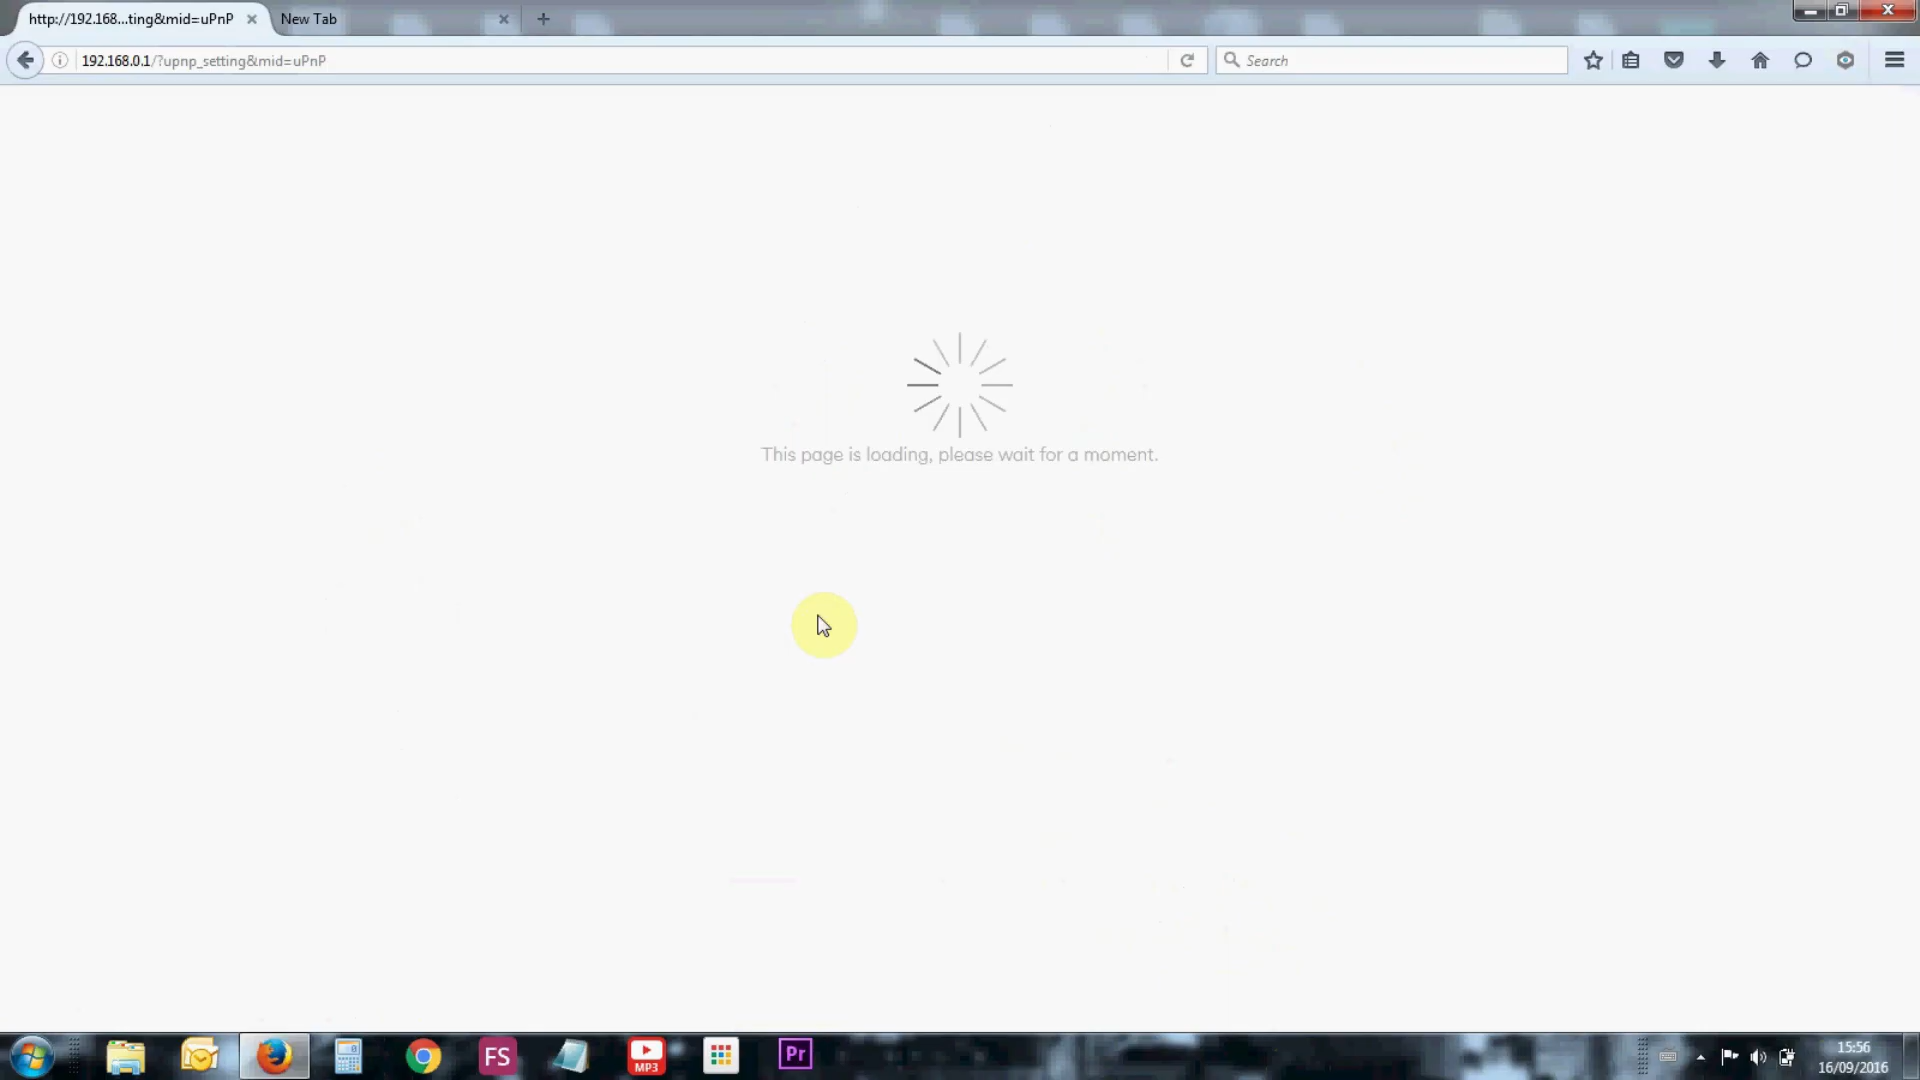 http://192.168...ting&mid=uPnP
New Tab
192.168.0.1/?upnp_setting&mid=uPnP
Search
This page is loading, please wait for a moment.
FS
MP3
Pr
15:56
16/09/2016